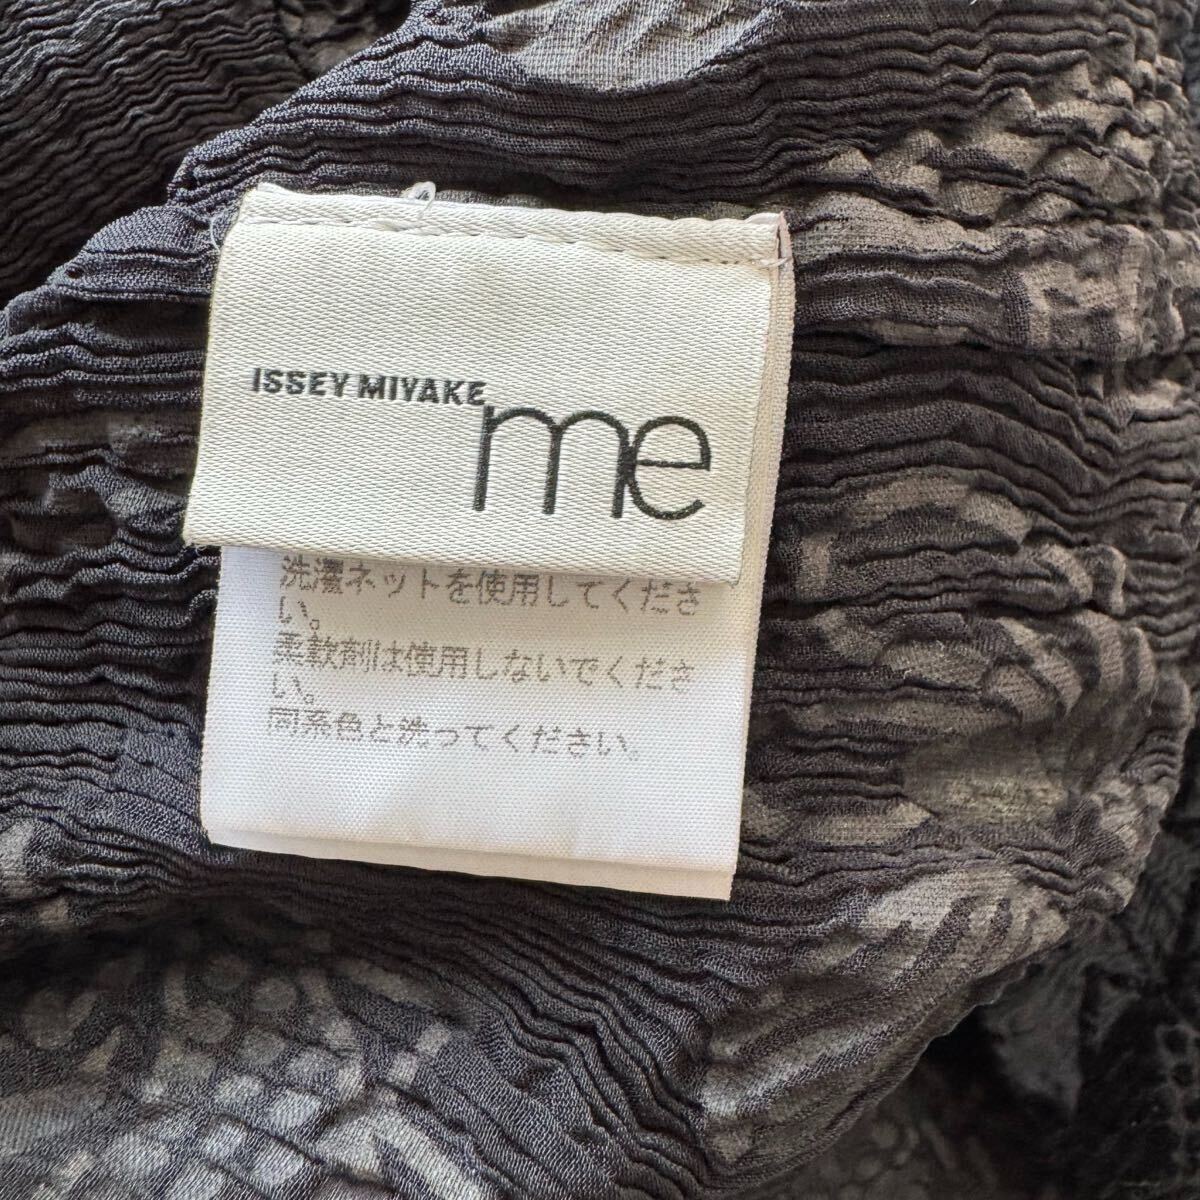 ISSEY MIYAKE
me
洗濯ネットを使用してくださ
い。
柔軟剤は使用しないでくださ
い。
同系色と洗ってください。